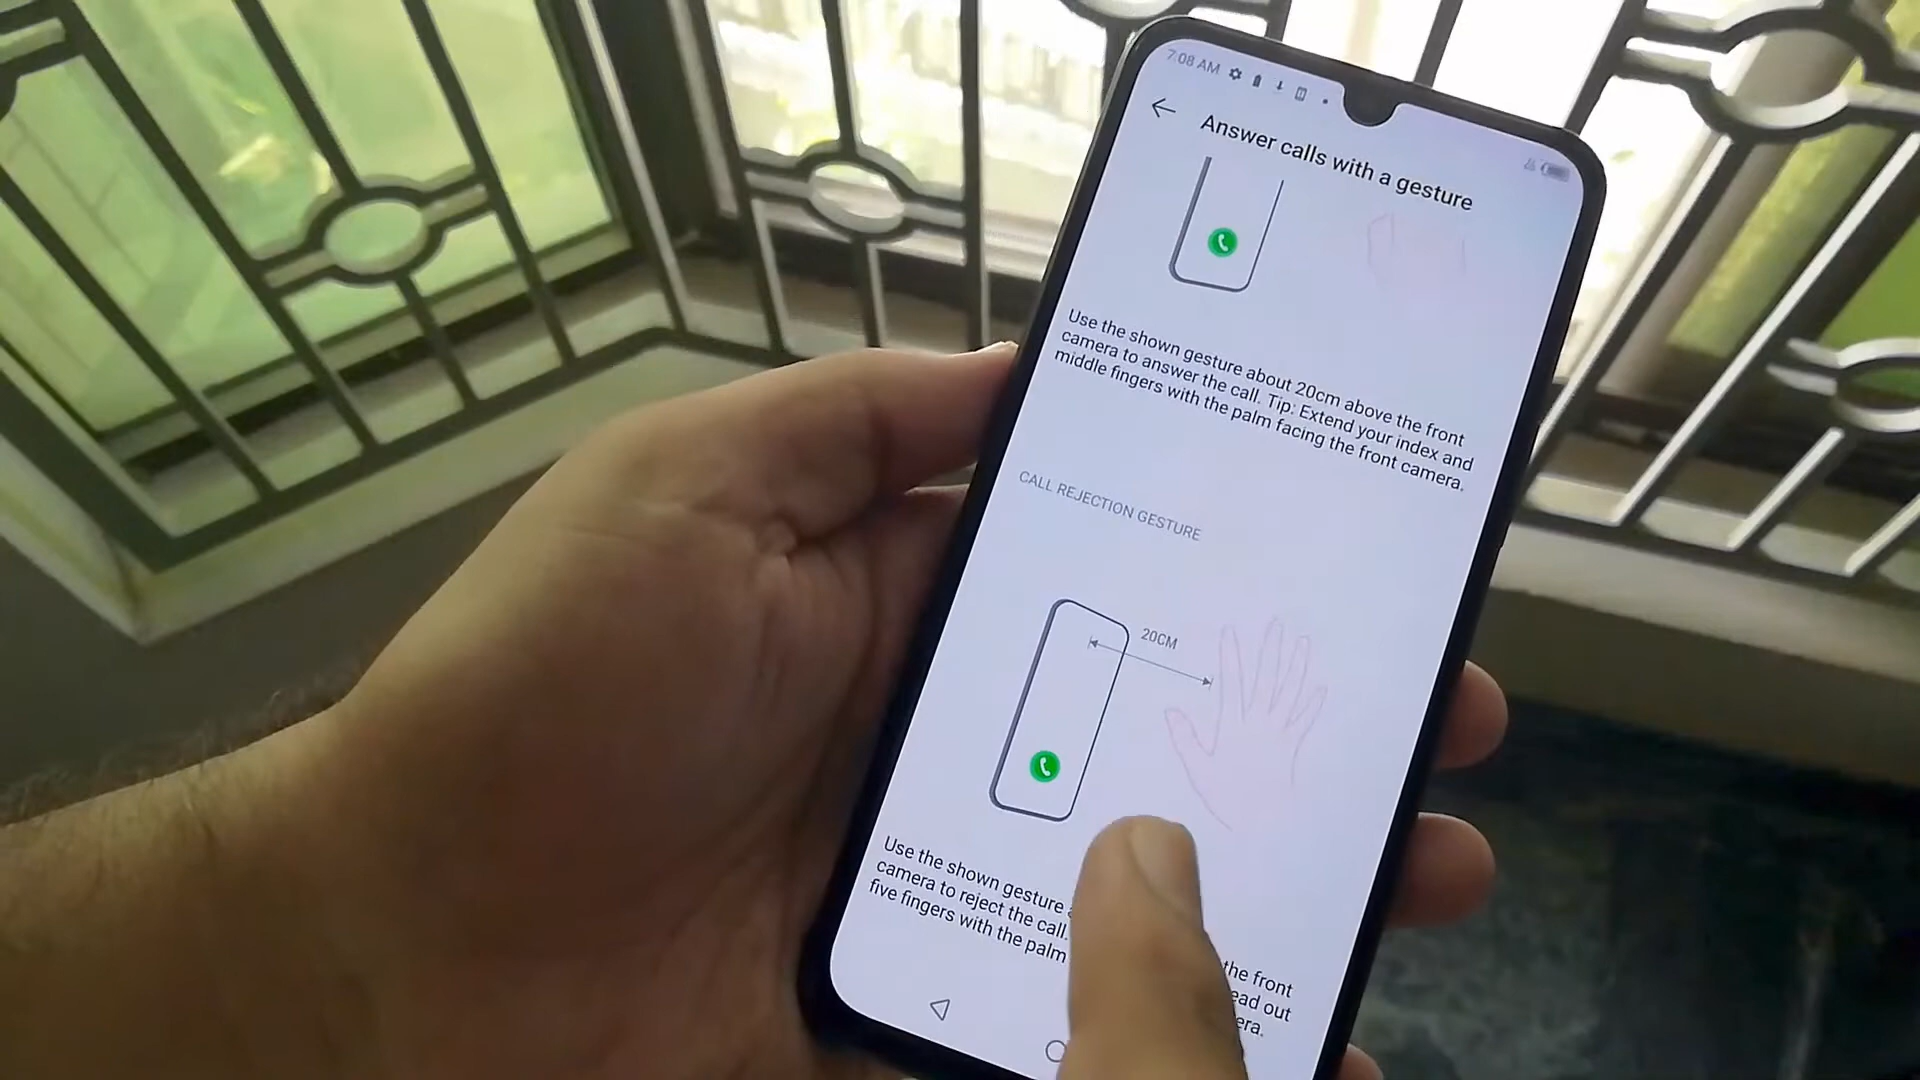 7:08 AM
Answer calls with a gesture
Use the shown gesture about 20cm above the front
camera to answer the call. Tip: Extend your index and
middle fingers with the palm facing the front camera.
CALL REJECTION GESTURE
20CM
Use the shown gesture the front
camera to reject the call. ead out
five fingers with the palm era.